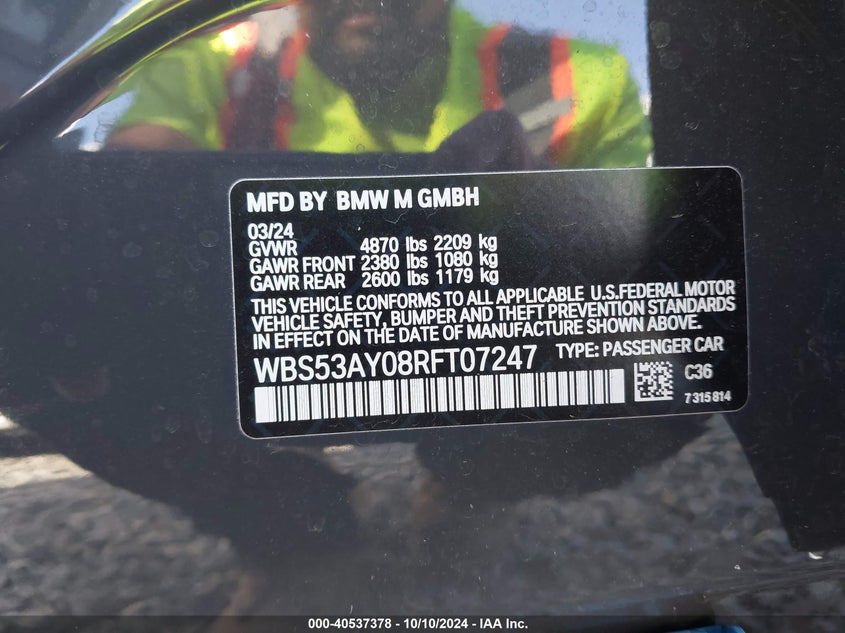 MFD BY BMW M GMBH
03/24
GVWR 4870 lbs 2209 kg
GAWR FRONT 2380 lbs 1080 kg
GAWR REAR 2600 lbs 1179 kg
THIS VEHICLE CONFORMS TO ALL APPLICABLE U.S.FEDERAL MOTOR
VEHICLE SAFETY, BUMPER AND THEFT PREVENTION STANDARDS
IN EFFECT ON THE DATE OF MANUFACTURE SHOWN ABOVE.
WBS53AY08RFT07247 TYPE: PASSENGER CAR
C36
7315814
000-40537378 - 10/10/2024 - IAA Inc.